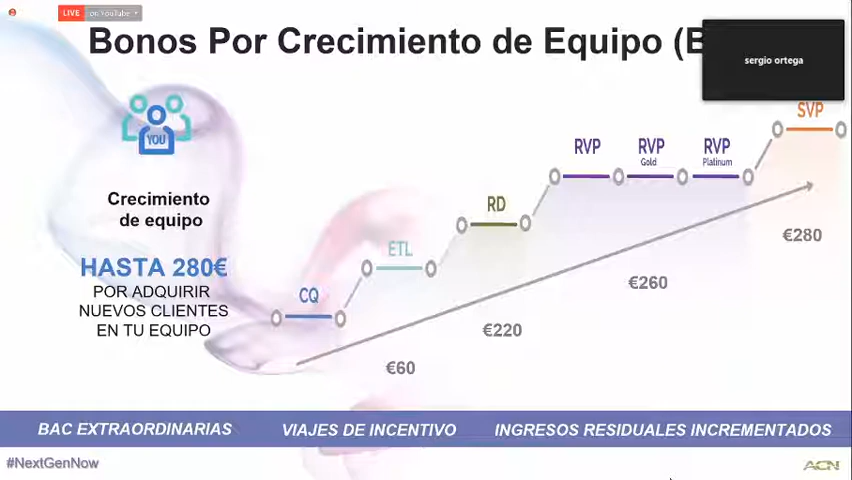 LIVE on YouTube
Bonos Por Crecimiento de Equipo (B
sergio ortega
SVP
RVP RVP RVP
Gold Platinum
YOU
Crecimiento
de equipo
RD
€280
ETL
HASTA 280€
€260
POR ADQUIRIR
CQ
NUEVOS CLIENTES
EN TU EQUIPO
€220
€60
BAC EXTRAORDINARIAS VIAJES DE INCENTIVO INGRESOS RESIDUALES INCREMENTADOS
#NextGenNow
ACN